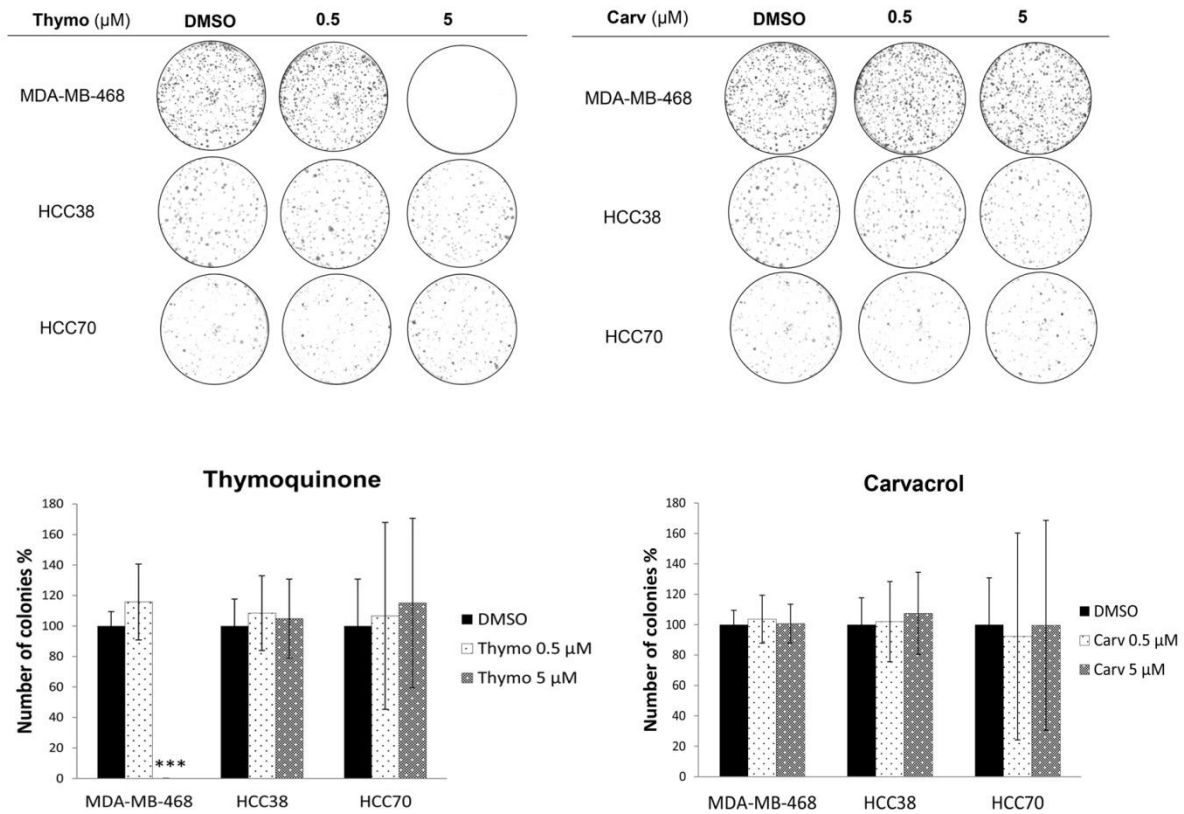 Thymo (µM) DMSO 0.5 5
MDA-MB-468
HCC38
HCC70
Carv (µM) DMSO 0.5 5
MDA-MB-468
HCC38
HCC70
Thymoquinone
Number of colonies %
180
160
140
120
100
80
60
40
20
0
***
MDA-MB-468 HCC38 HCC70
DMSO
Thymo 0.5 µM
Thymo 5 µM
Carvacrol
Number of colonies %
180
160
140
120
100
80
60
40
20
0
MDA-MB-468 HCC38 HCC70
DMSO
Carv 0.5 µM
Carv 5 µM